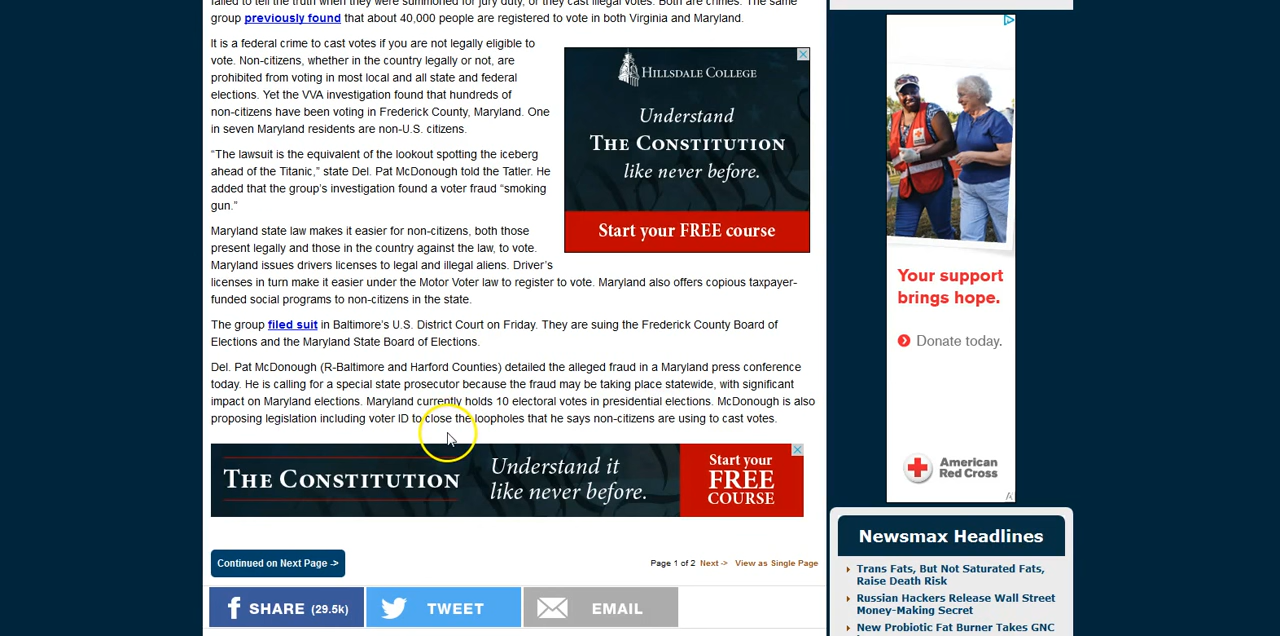 failed to tell the truth when they were summoned for jury duty, or they cast illegal votes. Both are crimes. The same
group previously found that about 40,000 people are registered to vote in both Virginia and Maryland.
It is a federal crime to cast votes if you are not legally eligible to
vote. Non-citizens, whether in the country legally or not, are
prohibited from voting in most local and all state and federal
elections. Yet the VVA investigation found that hundreds of
non-citizens have been voting in Frederick County, Maryland. One
in seven Maryland residents are non-U.S. citizens.
“The lawsuit is the equivalent of the lookout spotting the iceberg
ahead of the Titanic,” state Del. Pat McDonough told the Tatler. He
added that the group’s investigation found a voter fraud “smoking
gun.”
Maryland state law makes it easier for non-citizens, both those
present legally and those in the country against the law, to vote.
Maryland issues drivers licenses to legal and illegal aliens. Driver’s
licenses in turn make it easier under the Motor Voter law to register to vote. Maryland also offers copious taxpayer-
funded social programs to non-citizens in the state.
The group filed suit in Baltimore’s U.S. District Court on Friday. They are suing the Frederick County Board of
Elections and the Maryland State Board of Elections.
Del. Pat McDonough (R-Baltimore and Harford Counties) detailed the alleged fraud in a Maryland press conference
today. He is calling for a special state prosecutor because the fraud may be taking place statewide, with significant
impact on Maryland elections. Maryland currently holds 10 electoral votes in presidential elections. McDonough is also
proposing legislation including voter ID to close the loopholes that he says non-citizens are using to cast votes.
HILLSDALE COLLEGE
Understand
THE CONSTITUTION
like never before.
Start your FREE course
THE CONSTITUTION
Understand it
like never before.
Start your
FREE
COURSE
Continued on Next Page ->
Page 1 of 2 Next -> View as Single Page
SHARE (29.5k)
TWEET
EMAIL
Your support
brings hope.
Donate today.
American
Red Cross
Newsmax Headlines
Trans Fats, But Not Saturated Fats,
Raise Death Risk
Russian Hackers Release Wall Street
Money-Making Secret
New Probiotic Fat Burner Takes GNC